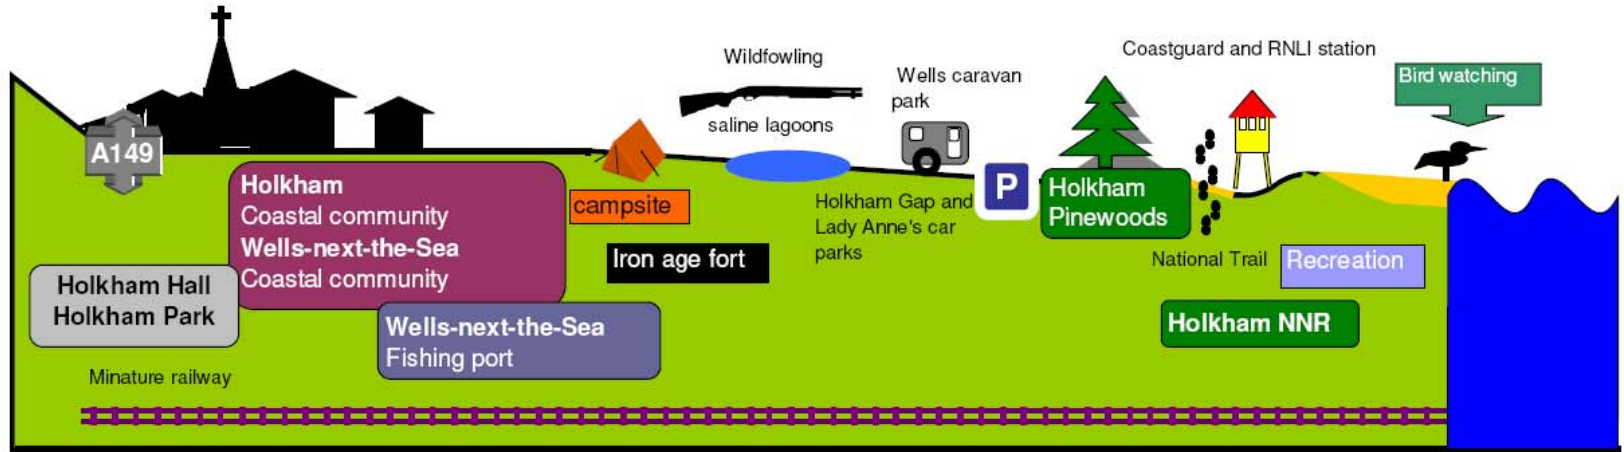 Coastguard and RNLI station
Wildfowling
Wells caravan
park
Bird watching
saline lagoons
A149
P
Holkham
Coastal community
Wells-next-the-Sea
Coastal community
campsite
Holkham Gap and
Lady Anne's car
parks
Holkham
Pinewoods
Iron age fort
National Trail
Recreation
Holkham Hall
Holkham Park
Wells-next-the-Sea
Fishing port
Holkham NNR
Minature railway